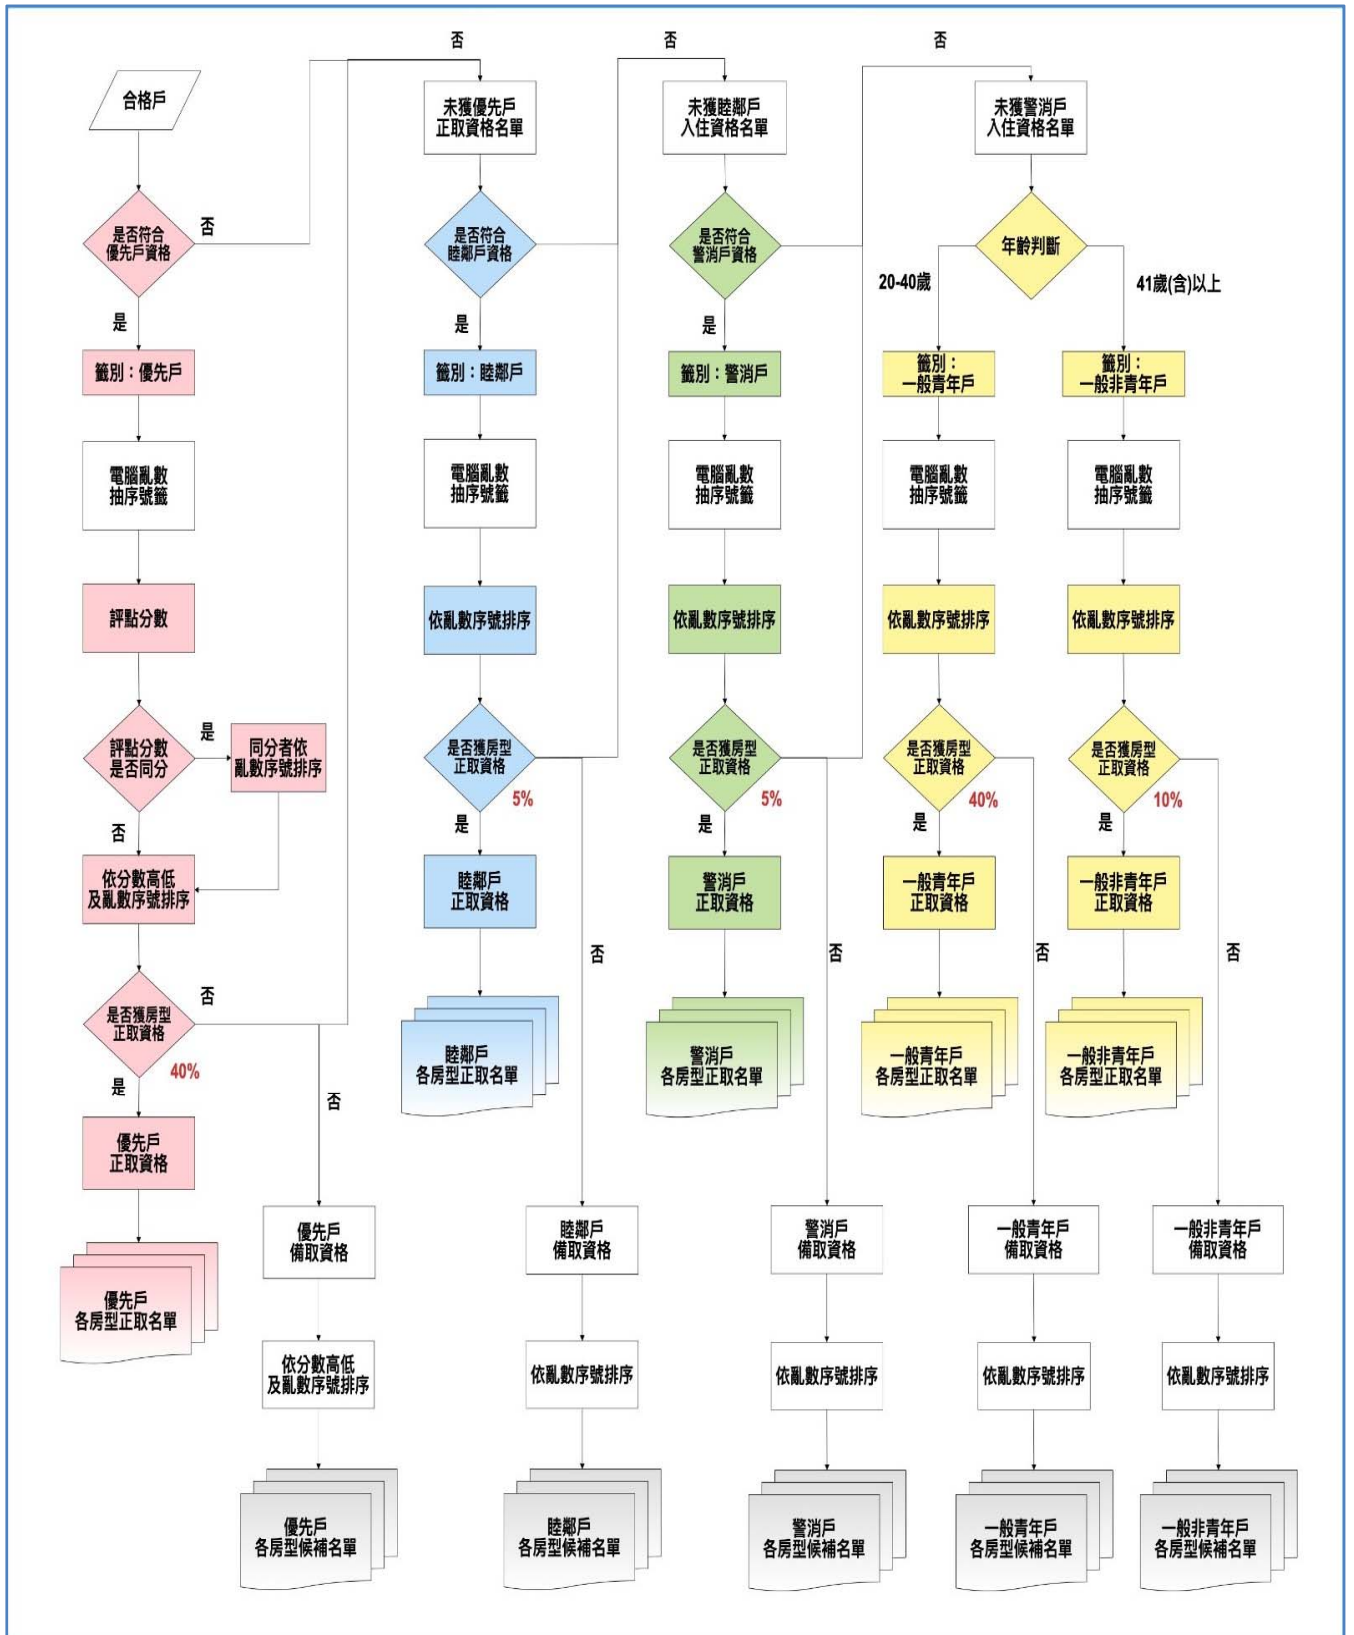 否
否
否
合格戶
未獲優先戶
正取資格名單
未獲睦鄰戶
入住資格名單
未獲警消戶
入住資格名單
是否符合
優先戶資格
否
是否符合
睦鄰戶資格
是否符合
警消戶資格
年齡判斷
20-40歲
41歲(含)以上
是
是
是
籤別：優先戶
籤別：睦鄰戶
籤別：警消戶
籤別：
一般青年戶
籤別：
一般非青年戶
電腦亂數
抽序號籤
電腦亂數
抽序號籤
電腦亂數
抽序號籤
電腦亂數
抽序號籤
電腦亂數
抽序號籤
評點分數
依亂數序號排序
依亂數序號排序
依亂數序號排序
依亂數序號排序
評點分數
是否同分
是
同分者依
亂數序號排序
是否獲房型
正取資格
5%
是否獲房型
正取資格
5%
是否獲房型
正取資格
40%
是否獲房型
正取資格
10%
否
是
是
是
是
依分數高低
及亂數序號排序
睦鄰戶
正取資格
警消戶
正取資格
一般青年戶
正取資格
一般非青年戶
正取資格
否
否
否
否
是否獲房型
正取資格
否
40%
是
睦鄰戶
各房型正取名單
警消戶
各房型正取名單
一般青年戶
各房型正取名單
一般非青年戶
各房型正取名單
否
優先戶
正取資格
優先戶
備取資格
睦鄰戶
備取資格
警消戶
備取資格
一般青年戶
備取資格
一般非青年戶
備取資格
優先戶
各房型正取名單
依分數高低
及亂數序號排序
依亂數序號排序
依亂數序號排序
依亂數序號排序
依亂數序號排序
優先戶
各房型候補名單
睦鄰戶
各房型候補名單
警消戶
各房型候補名單
一般青年戶
各房型候補名單
一般非青年戶
各房型候補名單